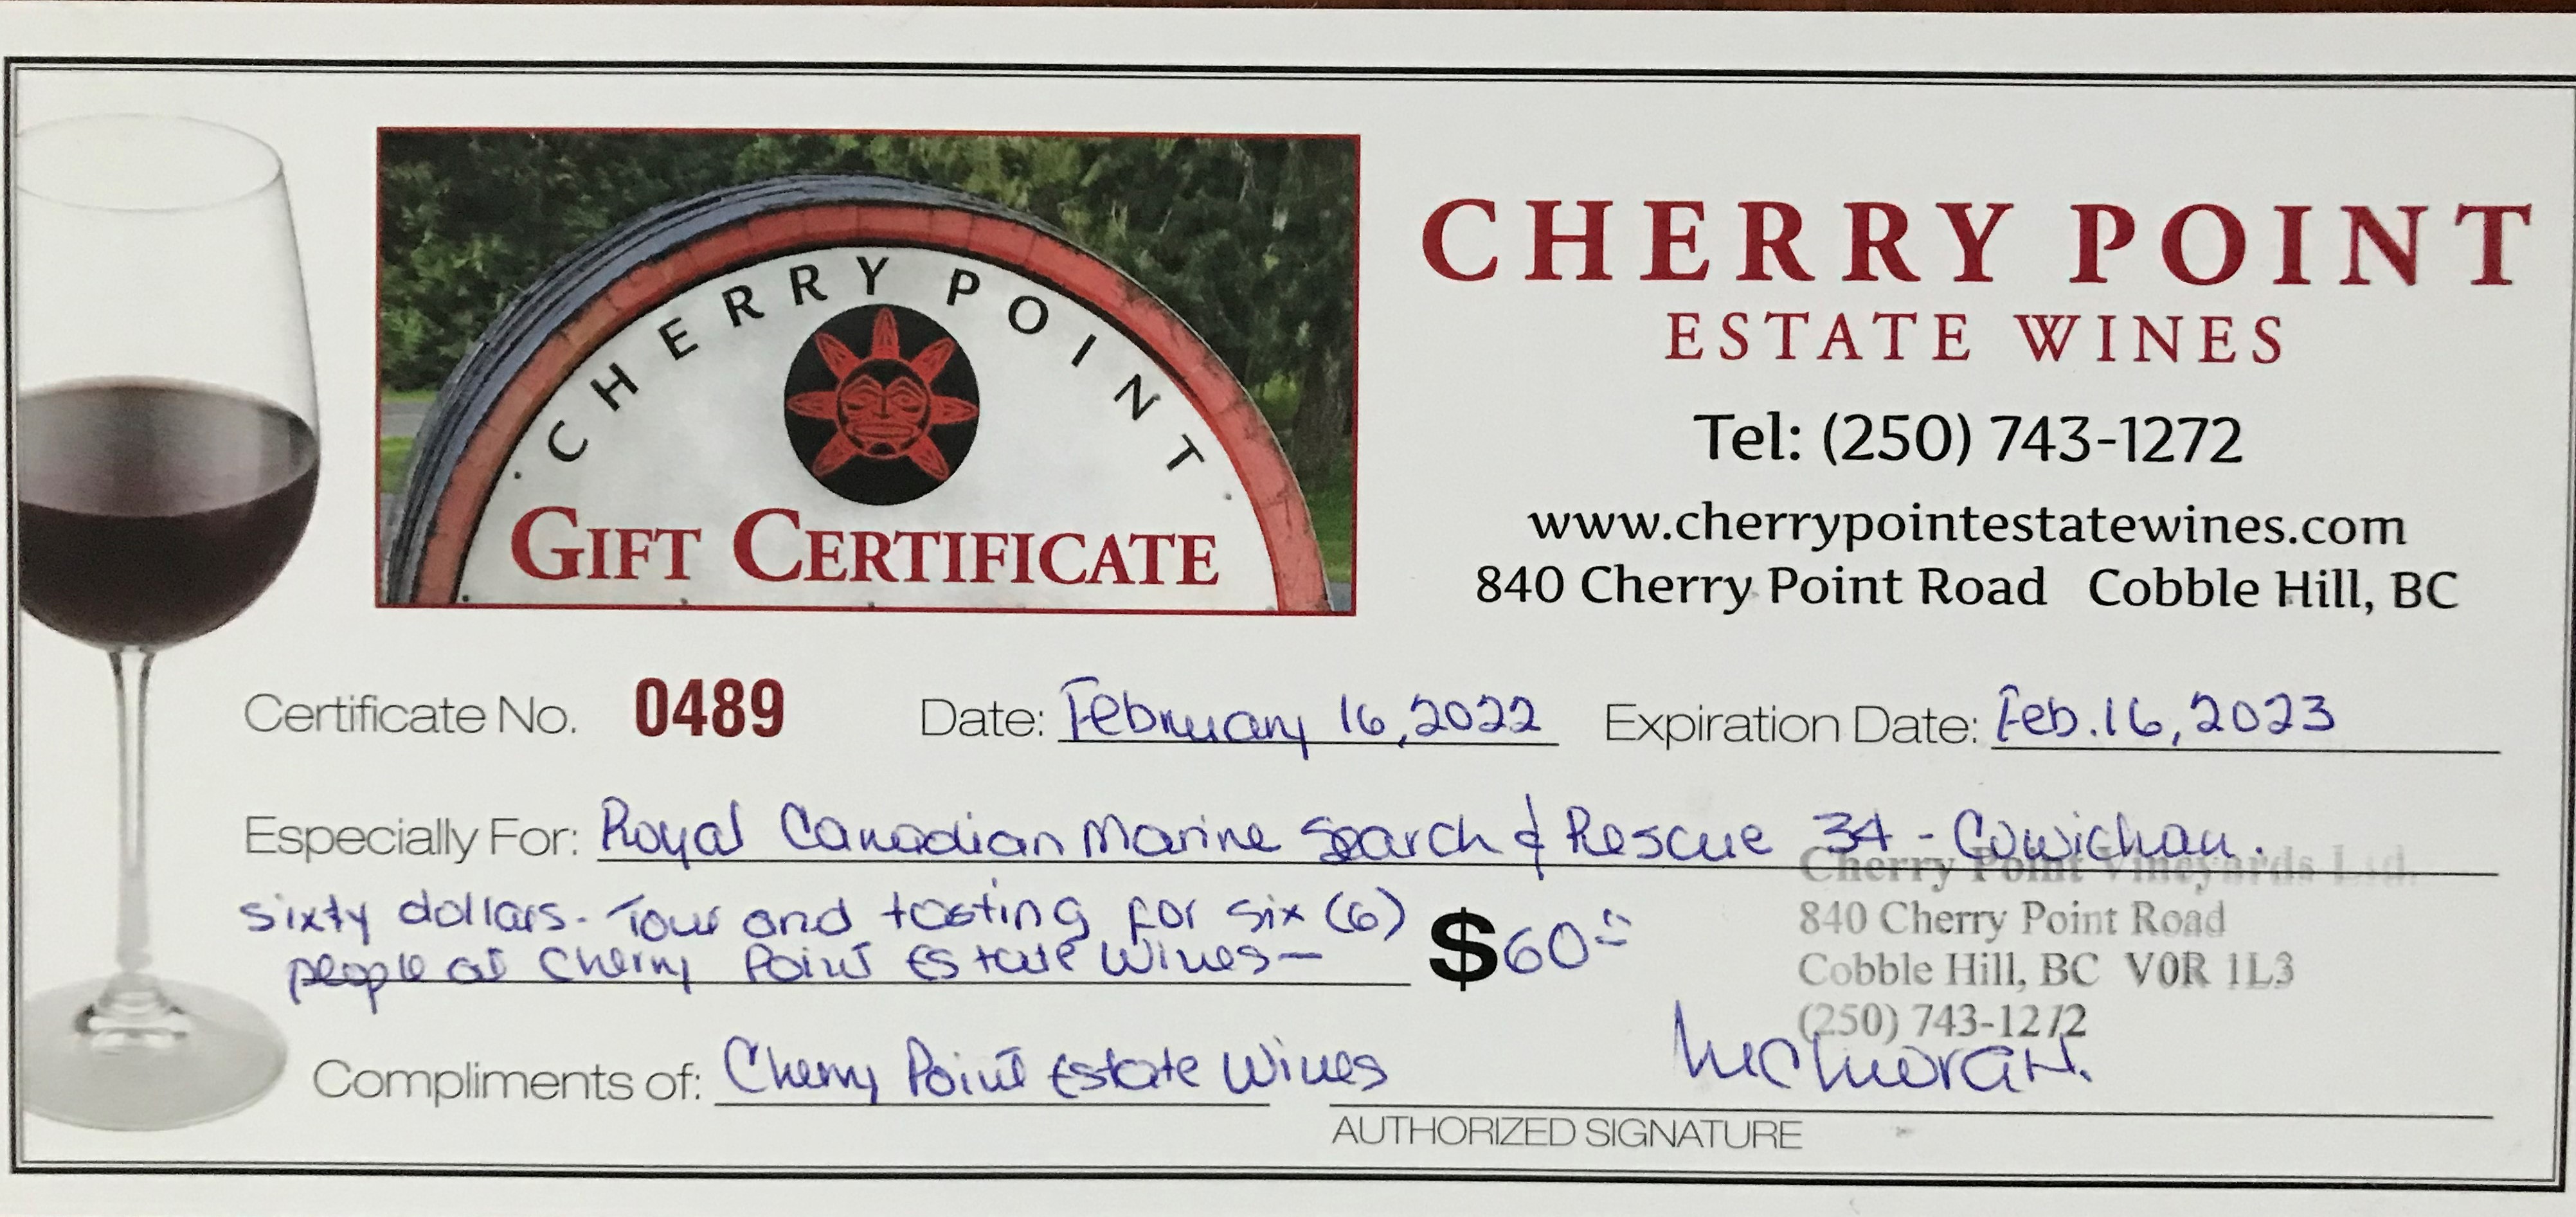 CHERRY POINT
GIFT CERTIFICATE
CHERRY POINT
ESTATE WINES
Tel: (250) 743-1272
www.cherrypointestatewines.com
840 Cherry Point Road Cobble Hill, BC
Certificate No. 0489 Date: February 16, 2022 Expiration Date: Feb. 16, 2023
Especially For: Royal Canadian Marine Search & Rescue 34 - Cowichan.
Cherry Point Vineyards Ltd.
840 Cherry Point Road
Cobble Hill, BC V0R 1L3
(250) 743-1272
sixty dollars. Tour and tasting for six (6)
people at Cherry Point Estate Wines—
$60
Compliments of: Cherry Point Estate Wines
AUTHORIZED SIGNATURE